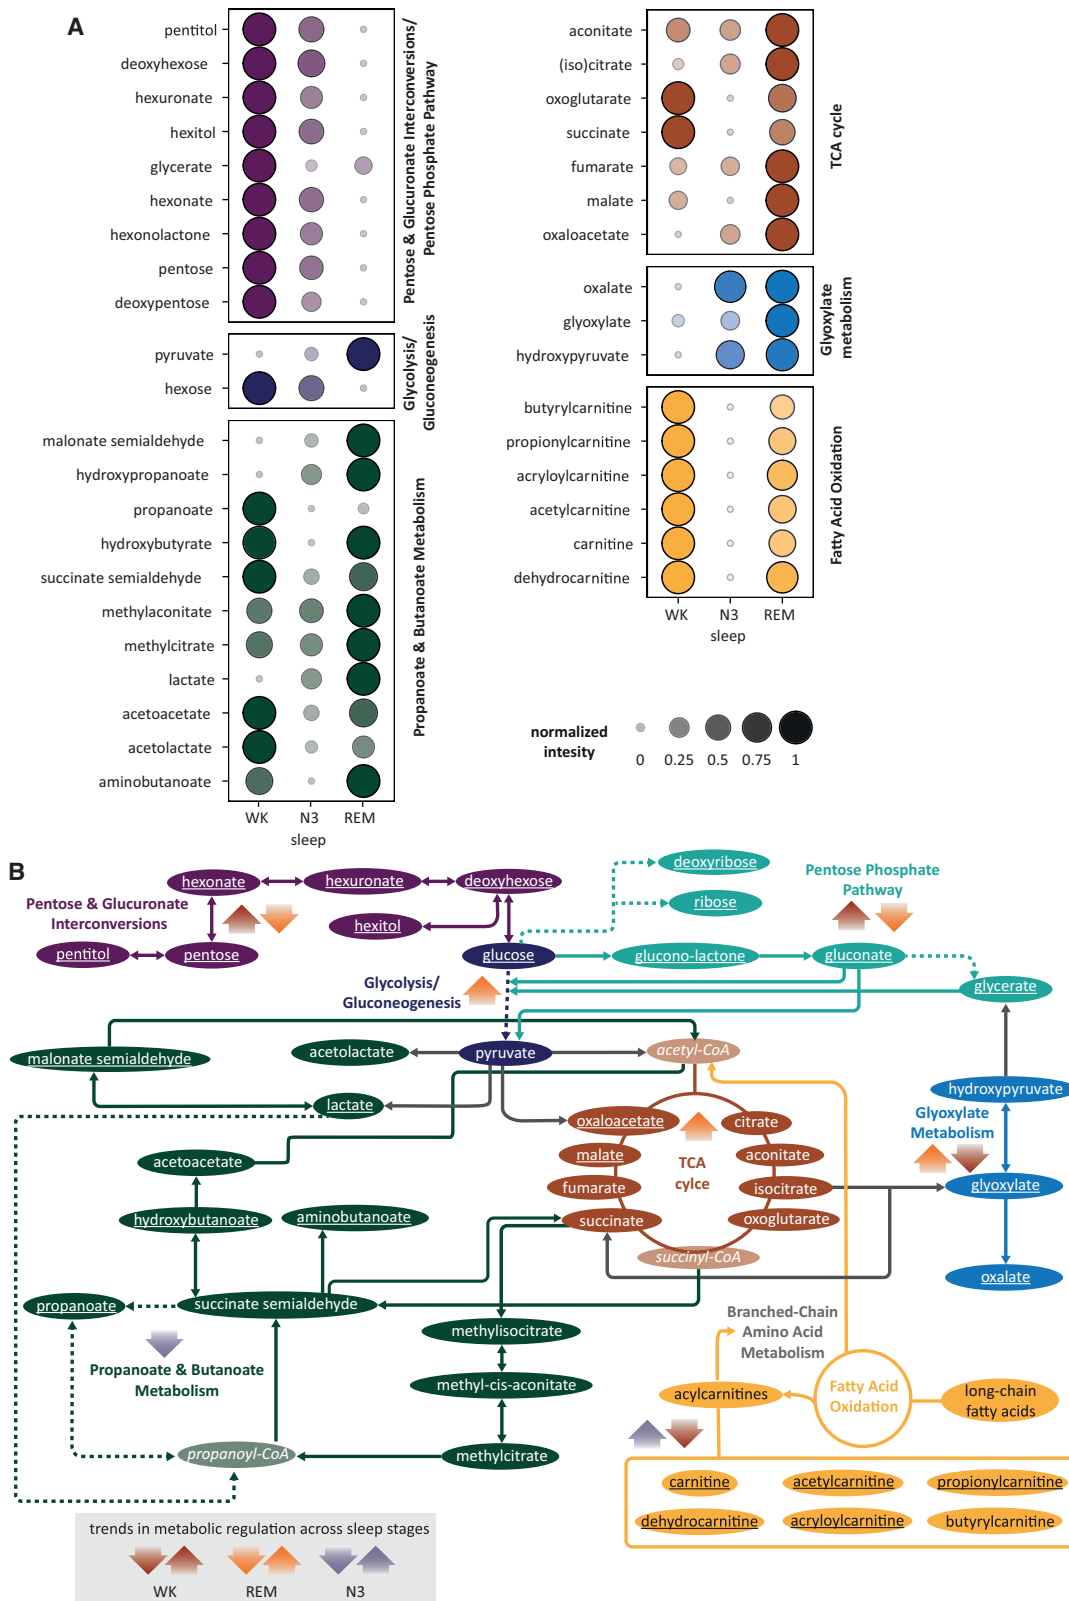 A
pentitol
deoxyhexose
hexuronate
hexitol
glycerate
hexonate
hexonolactone
pentose
deoxypentose
Pentose & Glucuronate Interconversions/
Pentose Phosphate Pathway
pyruvate
hexose
Glycolysis/
Gluconeogenesis
malonate semialdehyde
hydroxypropanoate
propanoate
hydroxybutyrate
succinate semialdehyde
methylaconitate
methylcitrate
lactate
acetoacetate
acetolactate
aminobutanoate
Propanoate & Butanoate Metabolism
WK N3 REM
sleep
aconitate
(iso)citrate
oxoglutarate
succinate
fumarate
malate
oxaloacetate
TCA cycle
oxalate
glyoxylate
hydroxypyruvate
Glyoxylate
metabolism
butyrylcarnitine
propionylcarnitine
acryloylcarnitine
acetylcarnitine
carnitine
dehydrocarnitine
Fatty Acid Oxidation
WK N3 REM
sleep
normalized
intesity
0 0.25 0.5 0.75 1
B
hexonate hexuronate deoxyhexose deoxyribose
Pentose & Glucuronate
Interconversions
Pentose Phosphate
Pathway
hexitol ribose
pentitol pentose glucose glucono-lactone gluconate
Glycolysis/
Gluconeogenesis
glycerate
malonate semialdehyde acetolactate pyruvate acetyl-CoA
hydroxypyruvate
lactate oxaloacetate citrate
Glyoxylate
Metabolism
acetoacetate malate aconitate
TCA
cylce
fumarate isocitrate glyoxylate
hydroxybutanoate aminobutanoate succinate oxoglutarate
succinyl-CoA oxalate
propanoate succinate semialdehyde
methylisocitrate
Branched-Chain
Amino Acid
Metabolism
Propanoate & Butanoate
Metabolism
methyl-cis-aconitate acylcarnitines
Fatty Acid
Oxidation
long-chain
fatty acids
propanoyl-CoA methylcitrate
carnitine acetylcarnitine propionylcarnitine
dehydrocarnitine acryloylcarnitine butyrylcarnitine
trends in metabolic regulation across sleep stages
WK REM N3